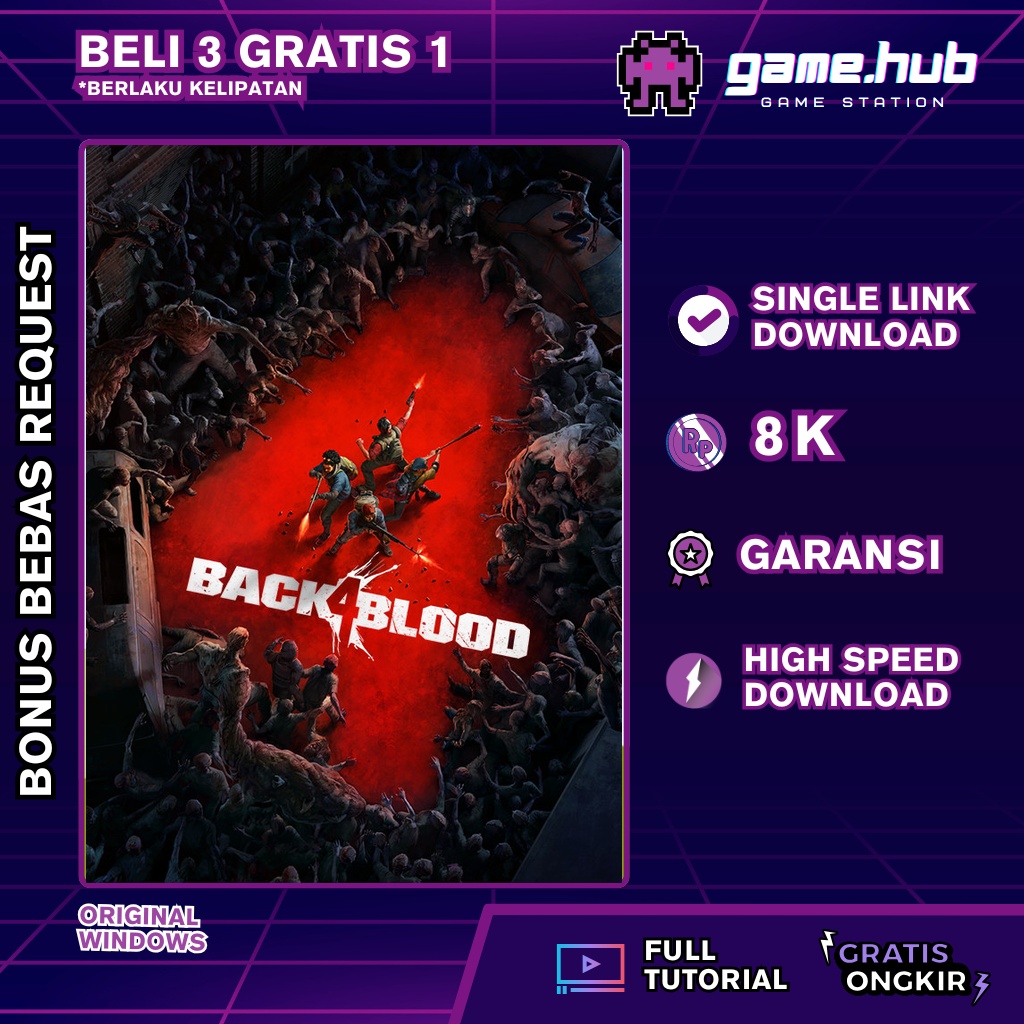 BELI 3 GRATIS 1
*BERLAKU KELIPATAN
game.hub
GAME STATION
BONUS BEBAS REQUEST
BACK 4 BLOOD
SINGLE LINK
DOWNLOAD
Rp
8K
GARANSI
HIGH SPEED
DOWNLOAD
ORIGINAL
WINDOWS
FULL
TUTORIAL
GRATIS
ONGKIR